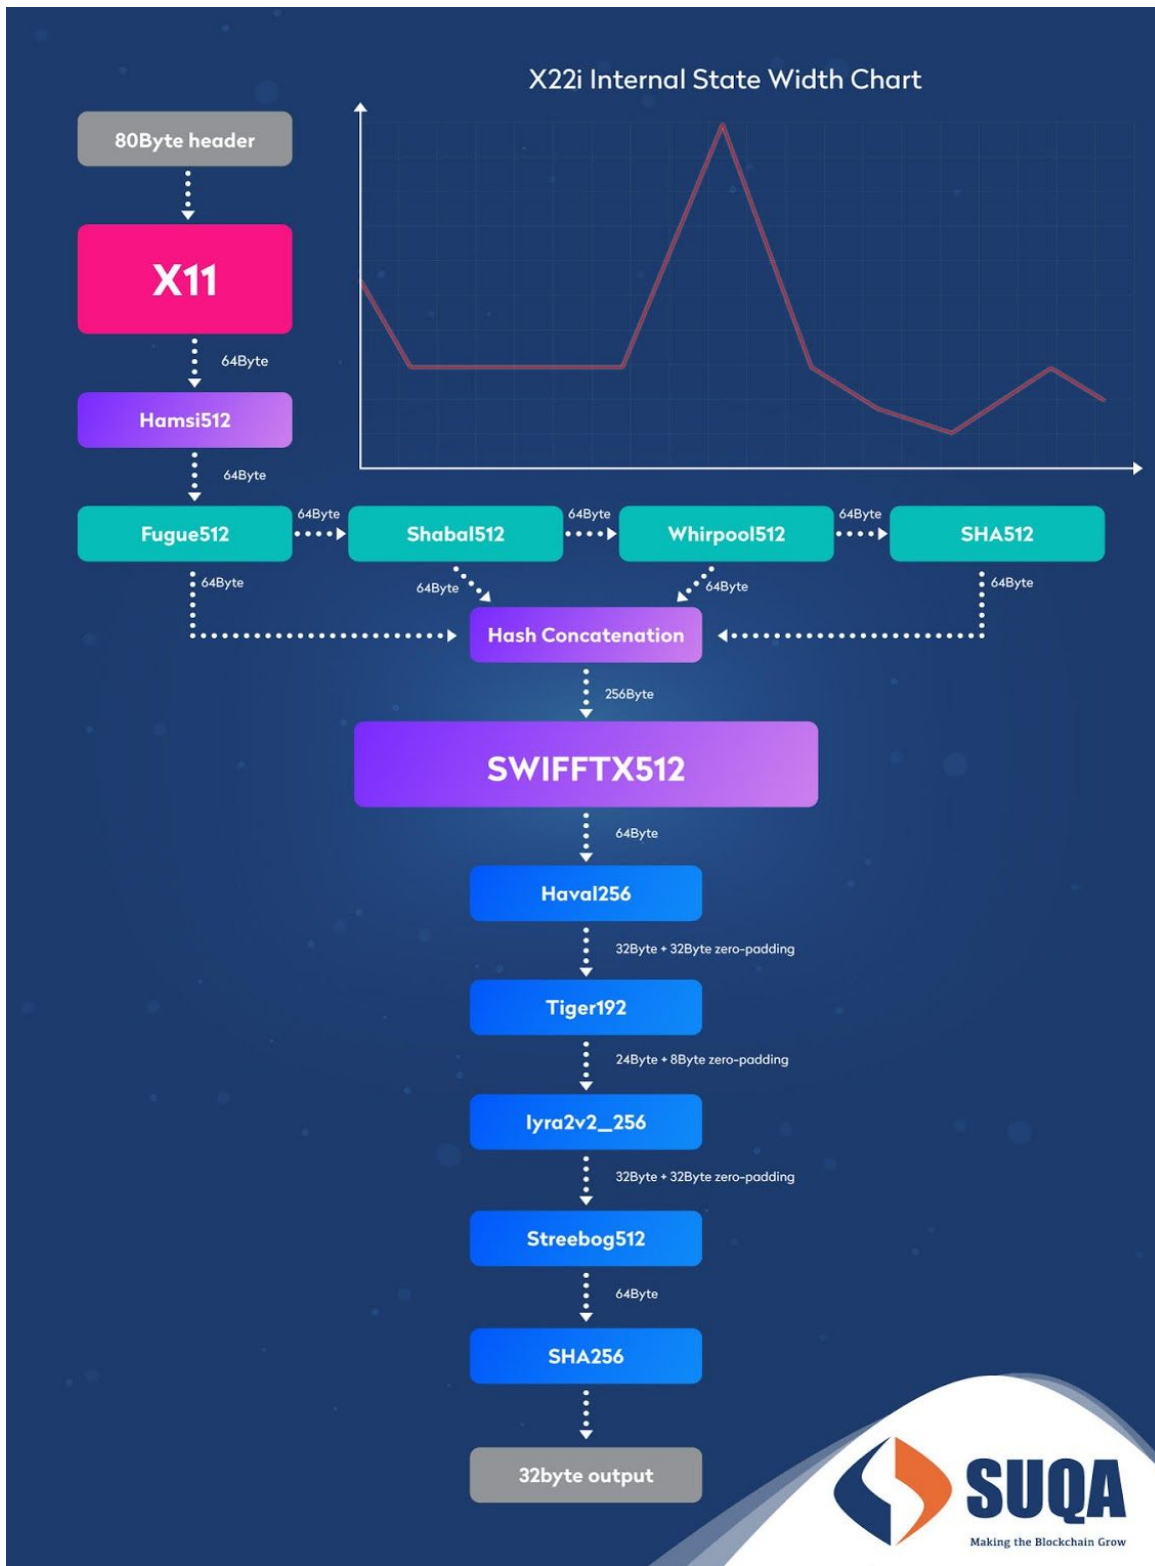 X22i Internal State Width Chart
80Byte header
X11
64Byte
Hamsi512
64Byte
Fugue512
64Byte
Shabal512
64Byte
Whirpool512
64Byte
SHA512
64Byte
64Byte
64Byte
64Byte
Hash Concatenation
256Byte
SWIFFTX512
64Byte
Haval256
32Byte + 32Byte zero-padding
Tiger192
24Byte + 8Byte zero-padding
lyra2v2_256
32Byte + 32Byte zero-padding
Streebog512
64Byte
SHA256
32byte output
SUQA
Making the Blockchain Grow